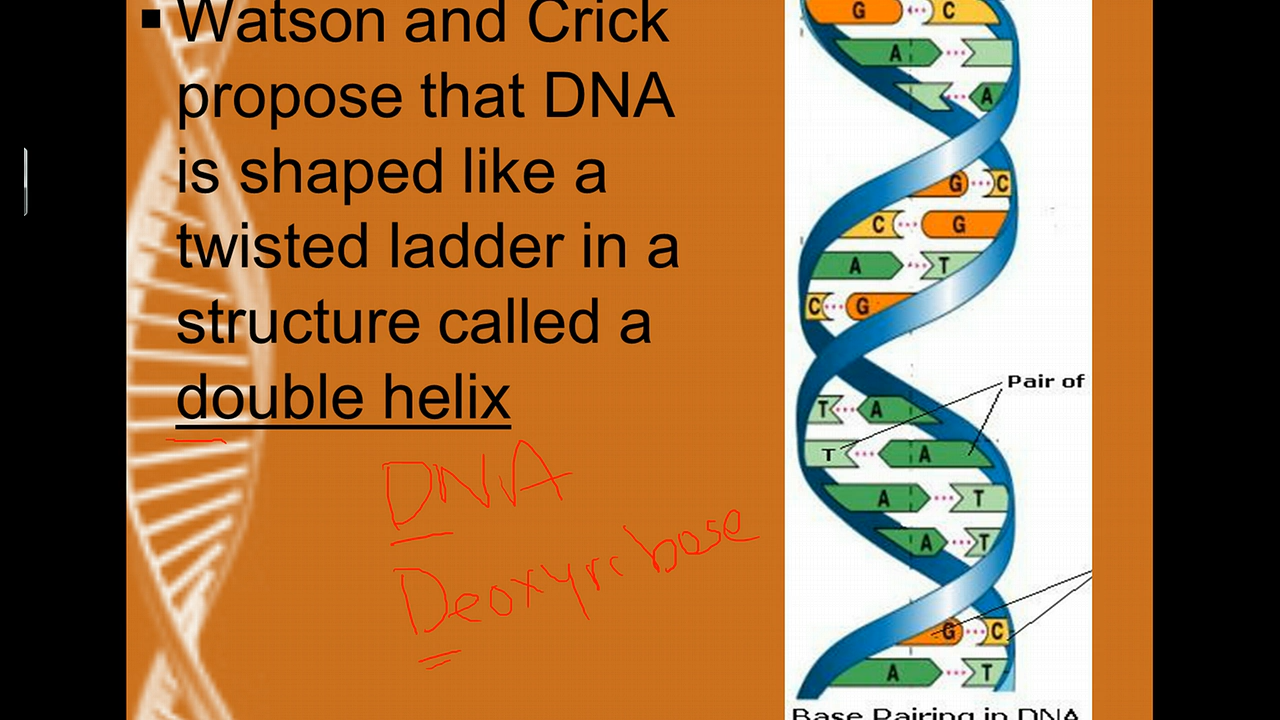 ▪ Watson and Crick
propose that DNA
is shaped like a
twisted ladder in a
structure called a
double helix
DNA
Deoxyribose
G C
A
A
G C
C G
A T
C G
Pair of
T A
T A
A T
A T
G C
A T
Base Pairing in DNA